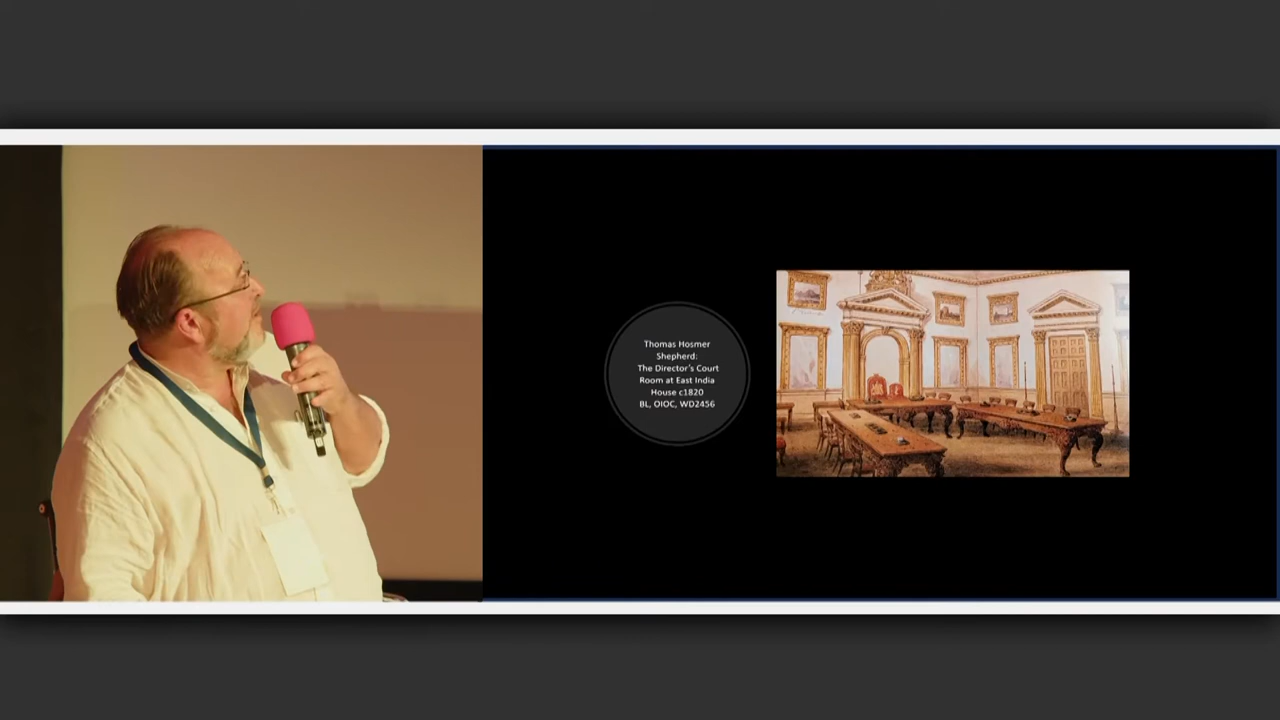 Thomas Hosmer
Shepherd:
The Director's Court
Room at East India
House c1820
BL, OIOC, WD2456